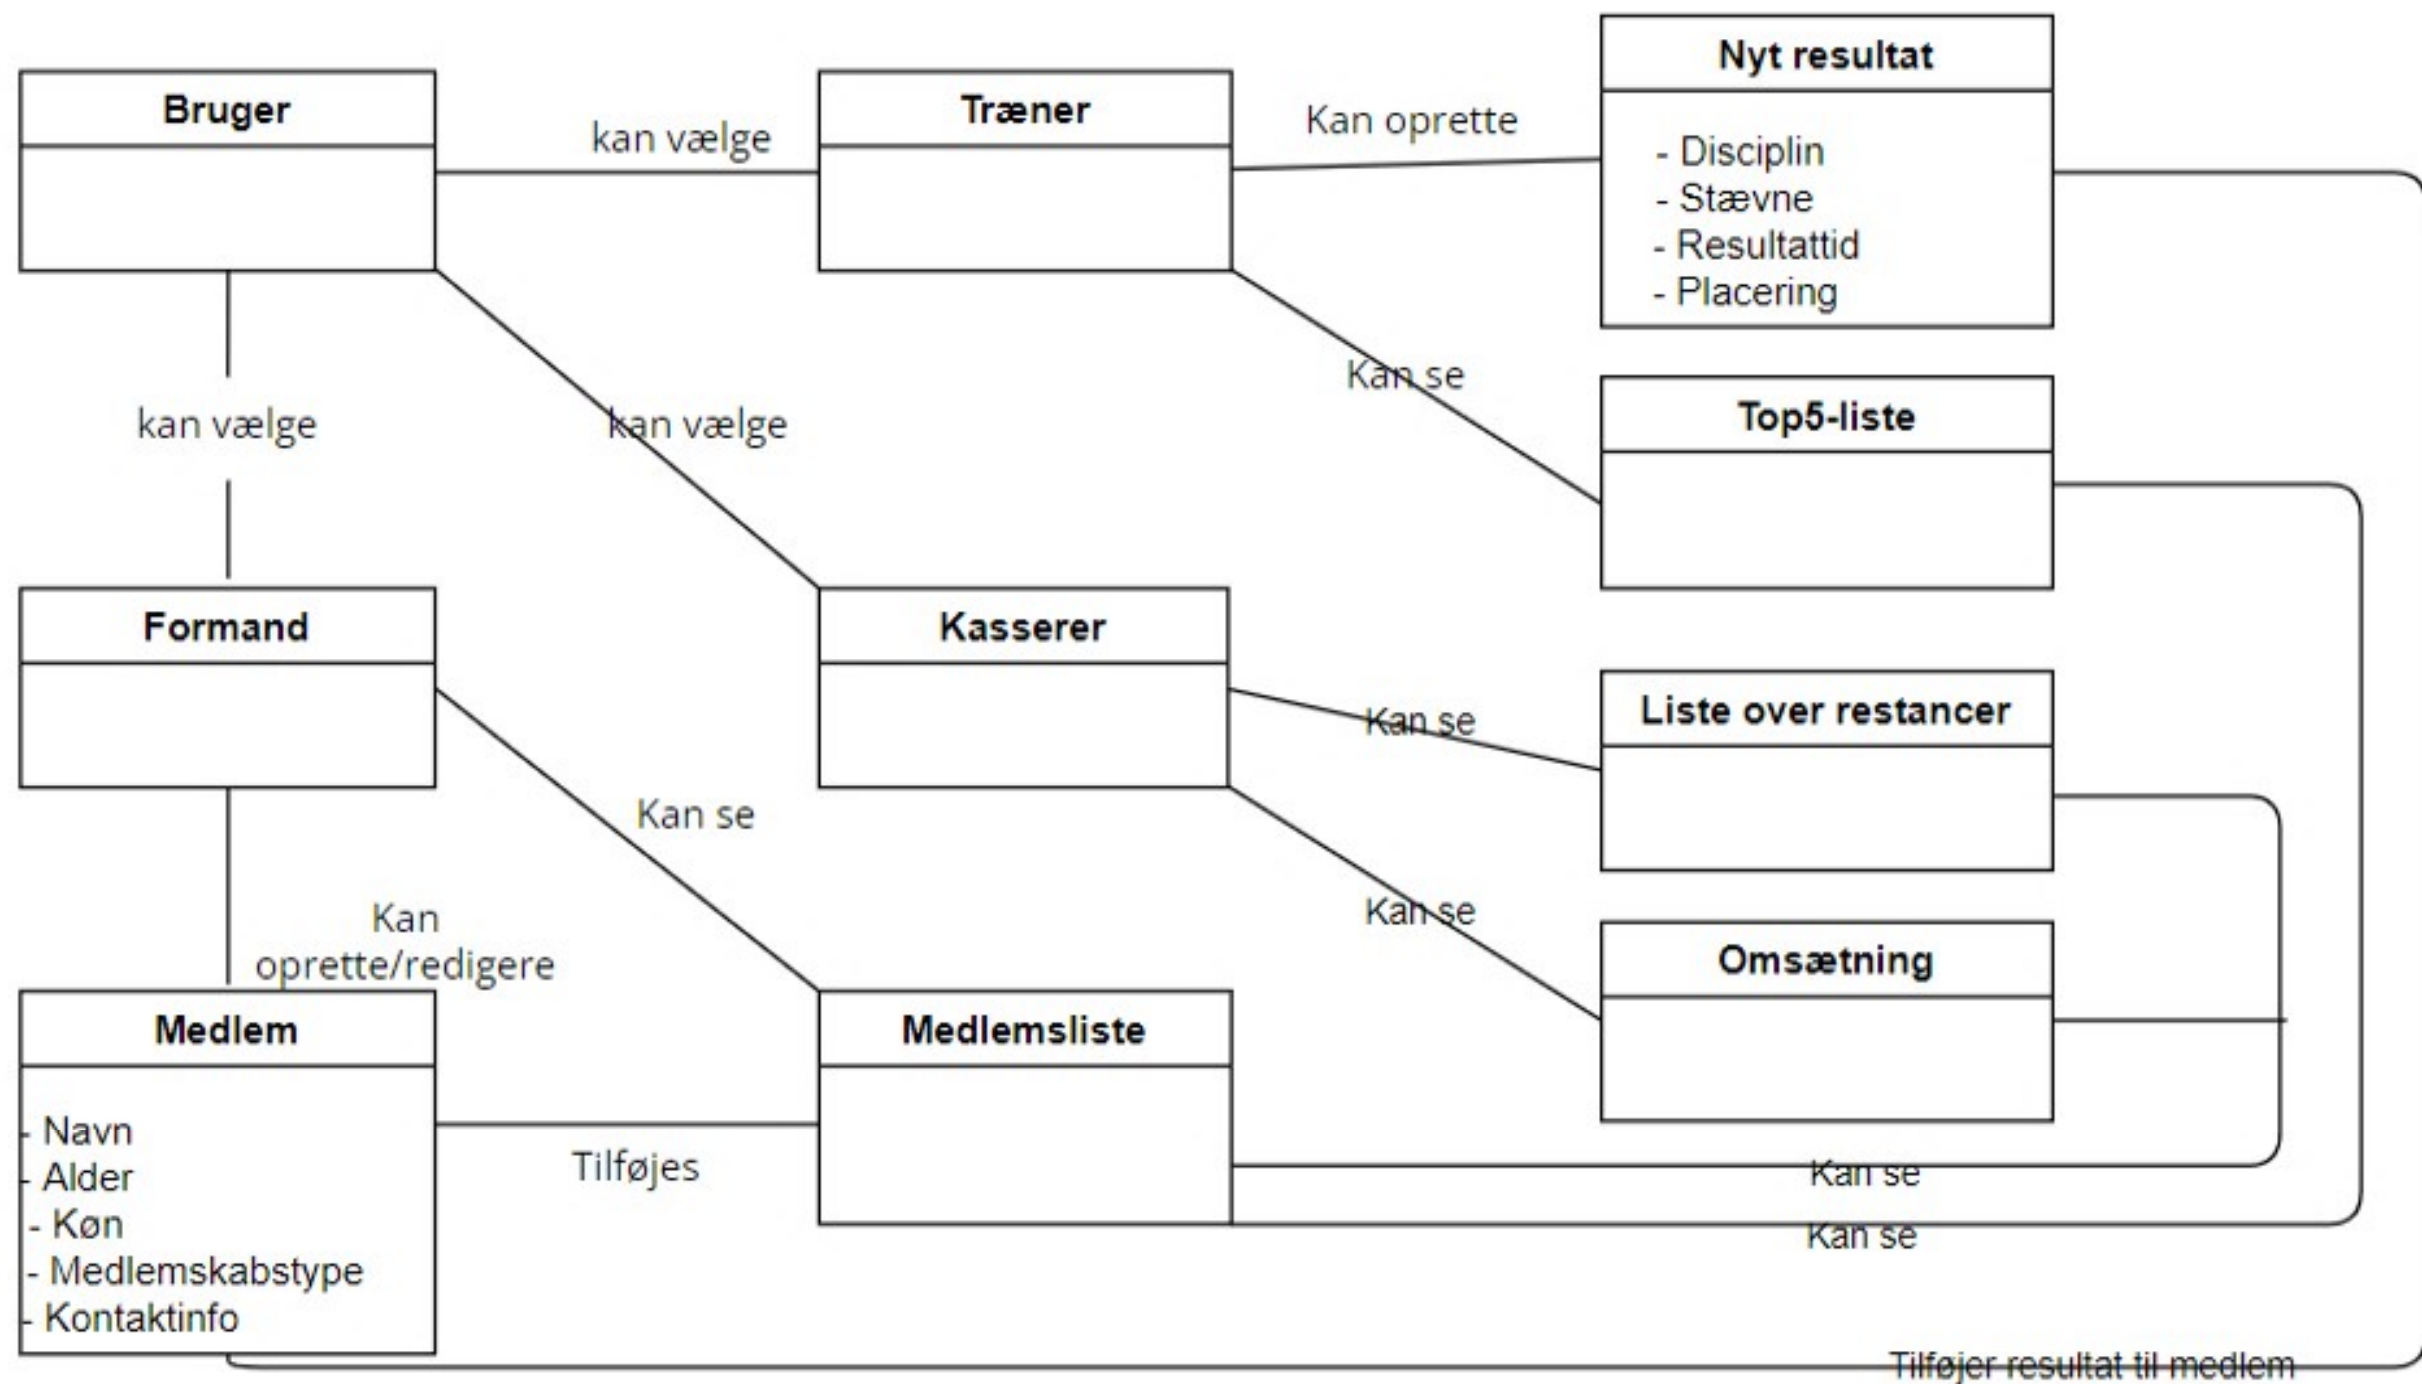 Bruger
kan vælge
Træner
Kan oprette
Nyt resultat
- Disciplin
- Stævne
- Resultattid
- Placering
Kan se
Top5-liste
kan vælge
kan vælge
Formand
Kasserer
Kan se
Liste over restancer
Kan se
Kan se
Omsætning
Kan
oprette/redigere
Medlem
- Navn
- Alder
- Køn
- Medlemskabstype
- Kontaktinfo
Tilføjes
Medlemsliste
Kan se
Kan se
Tilføjer resultat til medlem